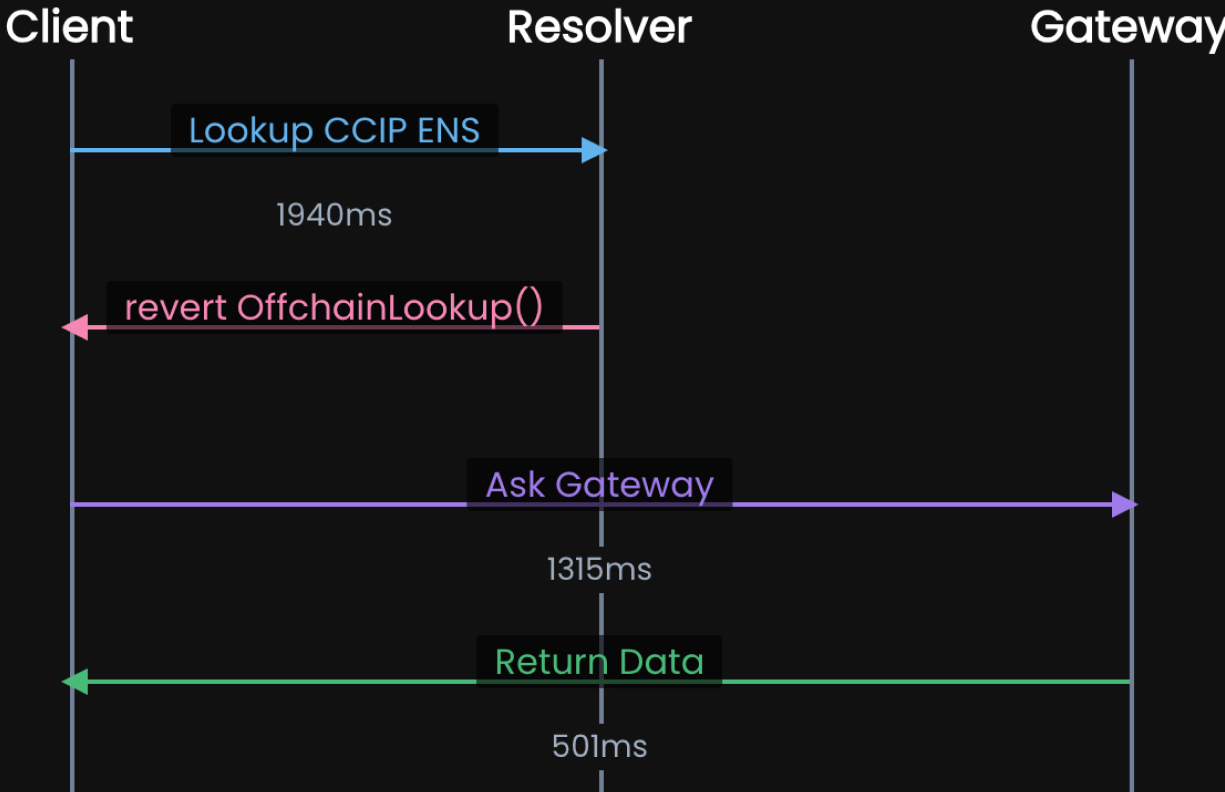 Client Resolver Gateway
Lookup CCIP ENS
1940ms
revert OffchainLookup()
Ask Gateway
1315ms
Return Data
501ms